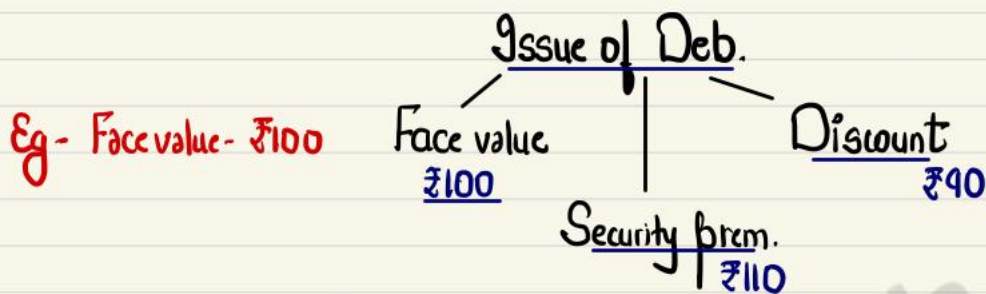 Issue of Deb.
Eg - Face value - ₹100
Face value
₹100
Discount
₹90
Security prem.
₹110